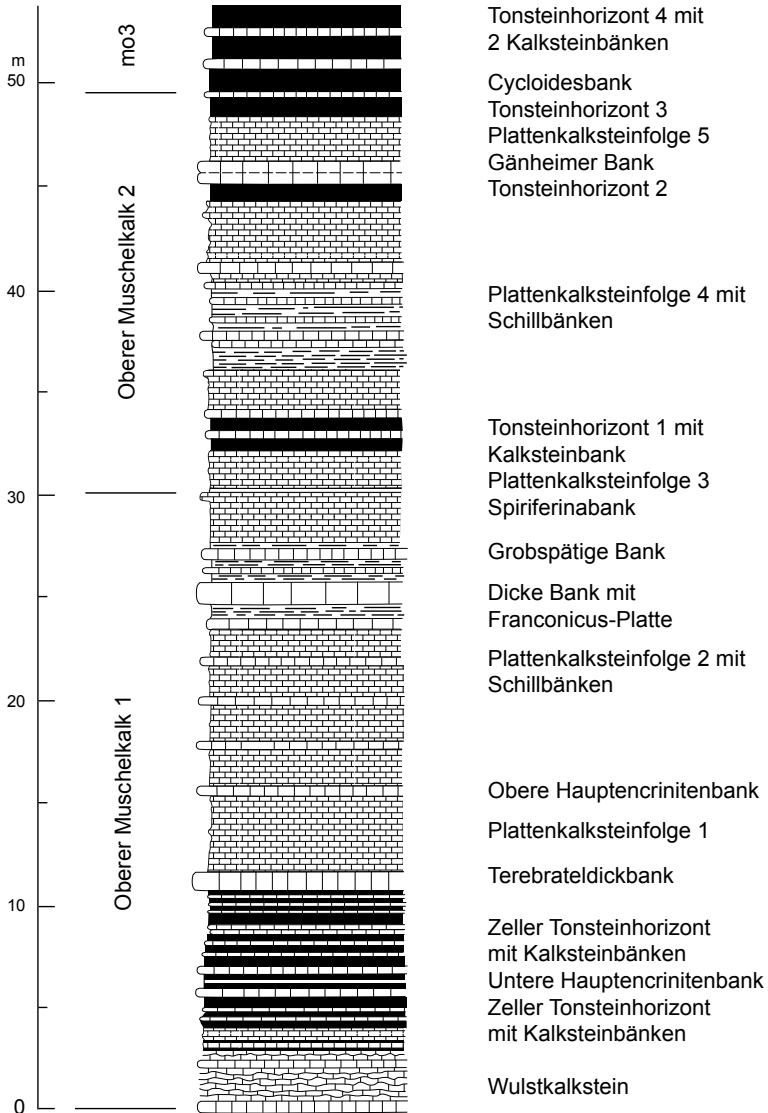 m
50
40
30
20
10
0
mo3
Oberer Muschelkalk 2
Oberer Muschelkalk 1
Tonsteinhorizont 4 mit
2 Kalksteinbänken
Cycloidesbank
Tonsteinhorizont 3
Plattenkalksteinfolge 5
Gänheimer Bank
Tonsteinhorizont 2
Plattenkalksteinfolge 4 mit
Schillbänken
Tonsteinhorizont 1 mit
Kalksteinbank
Plattenkalksteinfolge 3
Spiriferinabank
Grobspätige Bank
Dicke Bank mit
Franconicus-Platte
Plattenkalksteinfolge 2 mit
Schillbänken
Obere Hauptencrinitenbank
Plattenkalksteinfolge 1
Terebrateldickbank
Zeller Tonsteinhorizont
mit Kalksteinbänken
Untere Hauptencrinitenbank
Zeller Tonsteinhorizont
mit Kalksteinbänken
Wulstkalkstein